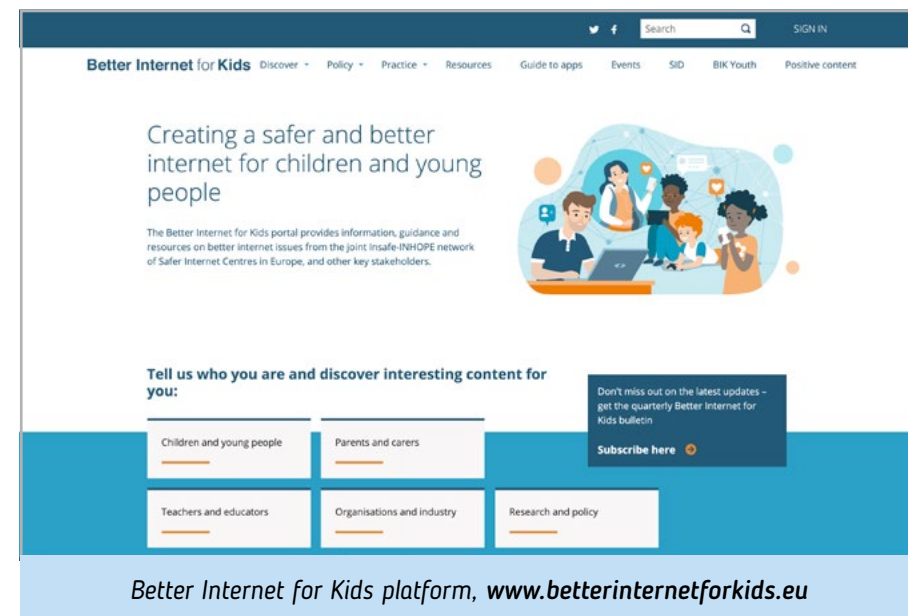 Search
SIGN IN
Better Internet for Kids Discover Policy Practice Resources Guide to apps Events SID BIK Youth Positive content
Creating a safer and better
internet for children and young
people
The Better Internet for Kids portal provides information, guidance and
resources on better internet issues from the joint Insafe-INHOPE network
of Safer Internet Centres in Europe, and other key stakeholders.
Tell us who you are and discover interesting content for
you:
Don't miss out on the latest updates –
get the quarterly Better Internet for
Kids bulletin
Subscribe here
Children and young people
Parents and carers
Teachers and educators
Organisations and industry
Research and policy
Better Internet for Kids platform, www.betterinternetforkids.eu